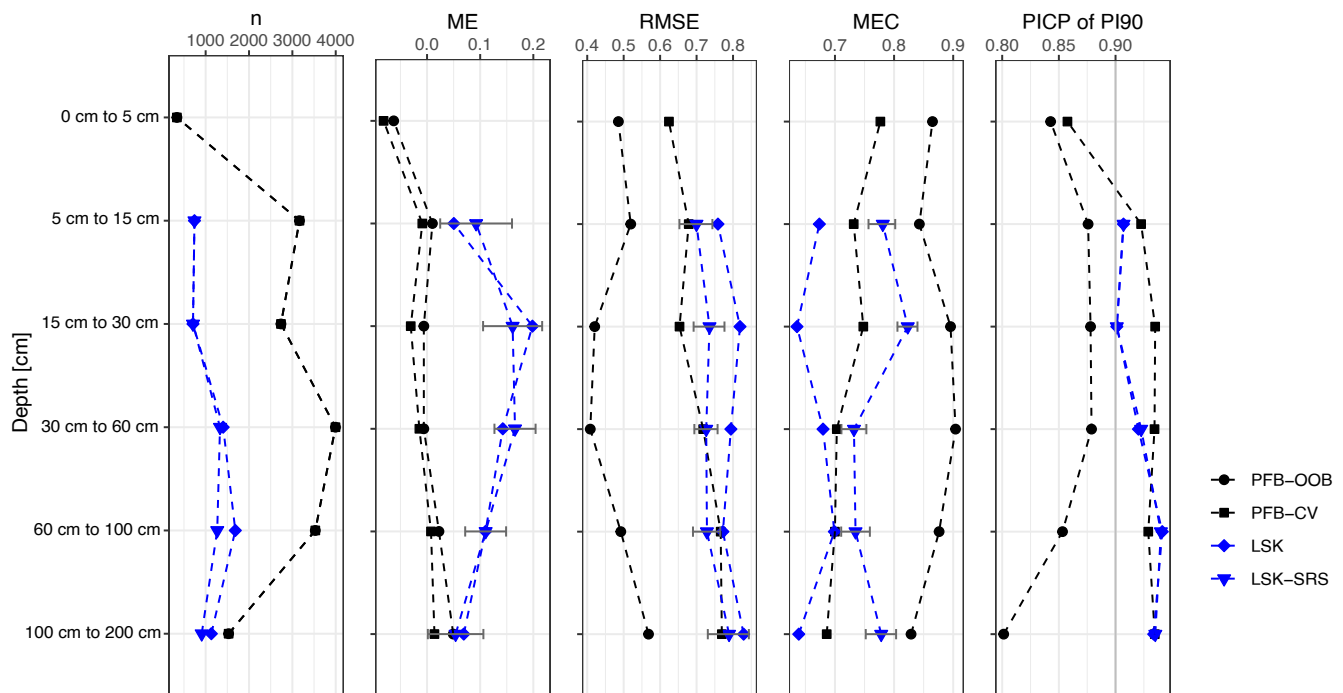 n ME RMSE MEC PICP of PI90
1000 2000 3000 4000 0.0 0.1 0.2 0.4 0.5 0.6 0.7 0.8 0.7 0.8 0.9 0.80 0.85 0.90
0 cm to 5 cm
5 cm to 15 cm
15 cm to 30 cm
30 cm to 60 cm
60 cm to 100 cm
100 cm to 200 cm
Depth [cm]
PFB−OOB
PFB−CV
LSK
LSK−SRS